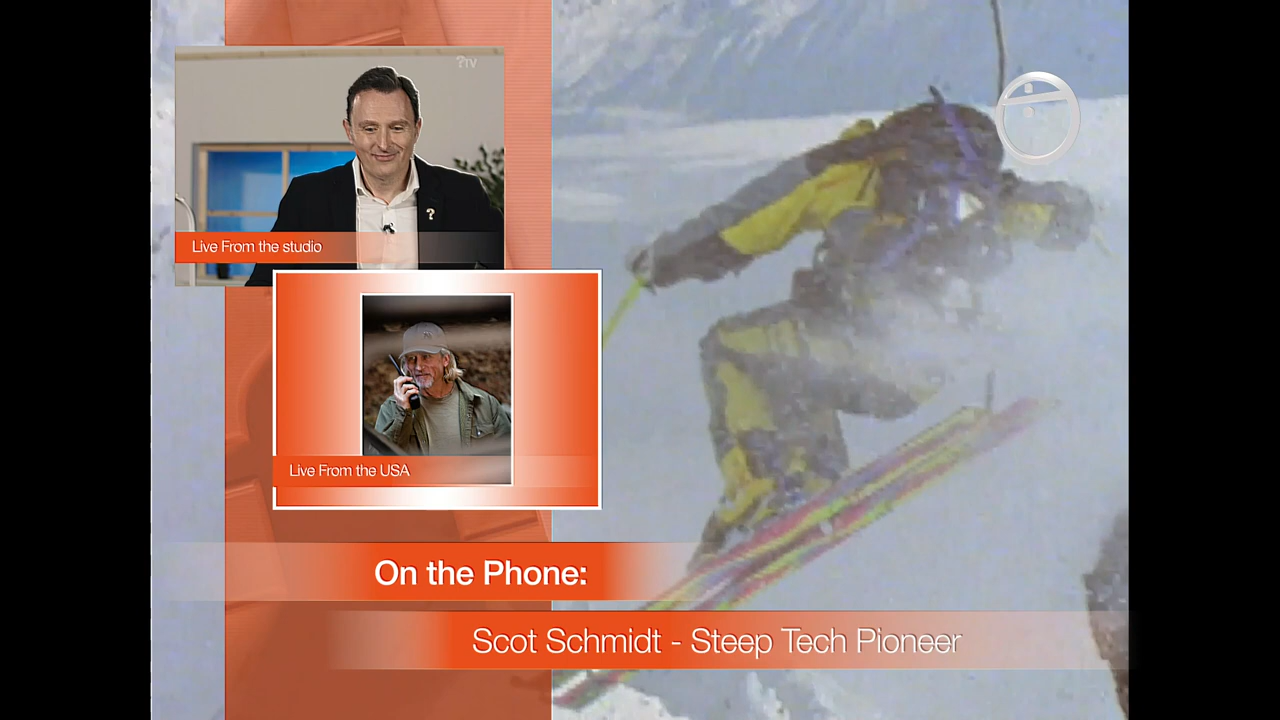 ?TV
?
Live From the studio
Live From the USA
On the Phone:
Scot Schmidt - Steep Tech Pioneer